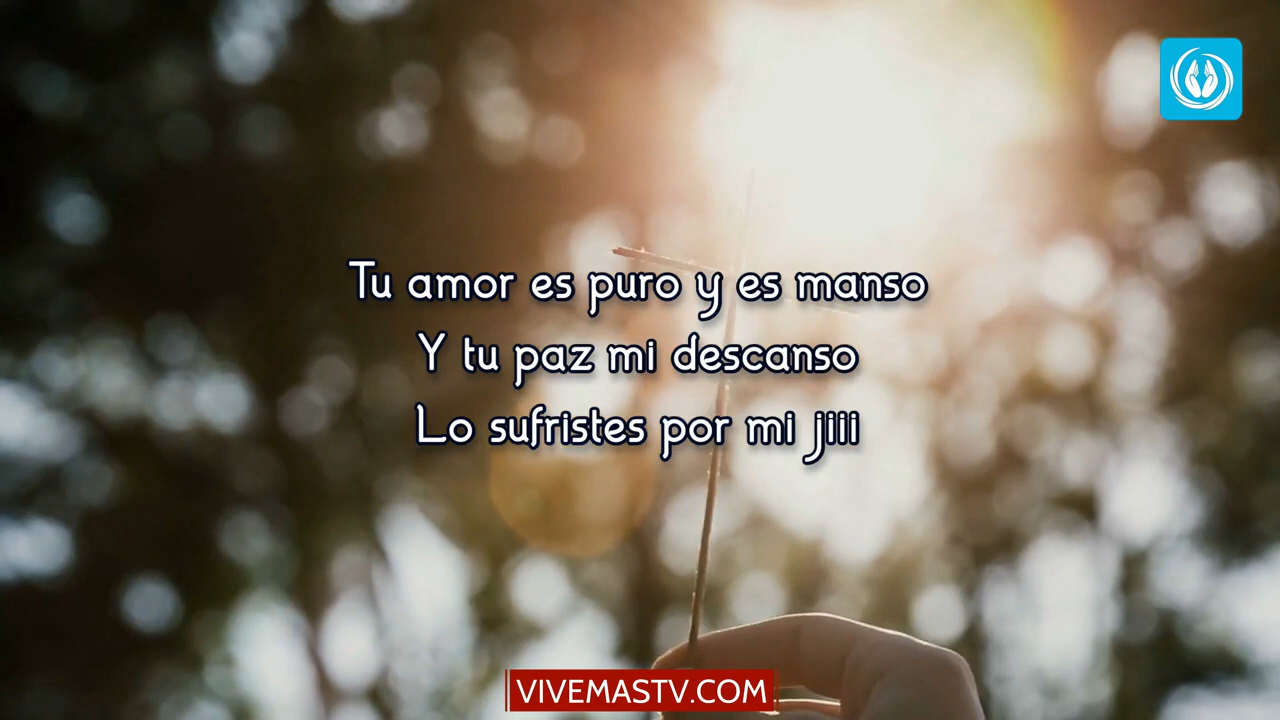 Tu amor es puro y es manso
Y tu paz mi descanso
Lo sufristes por mi jiii
VIVEMASTV.COM